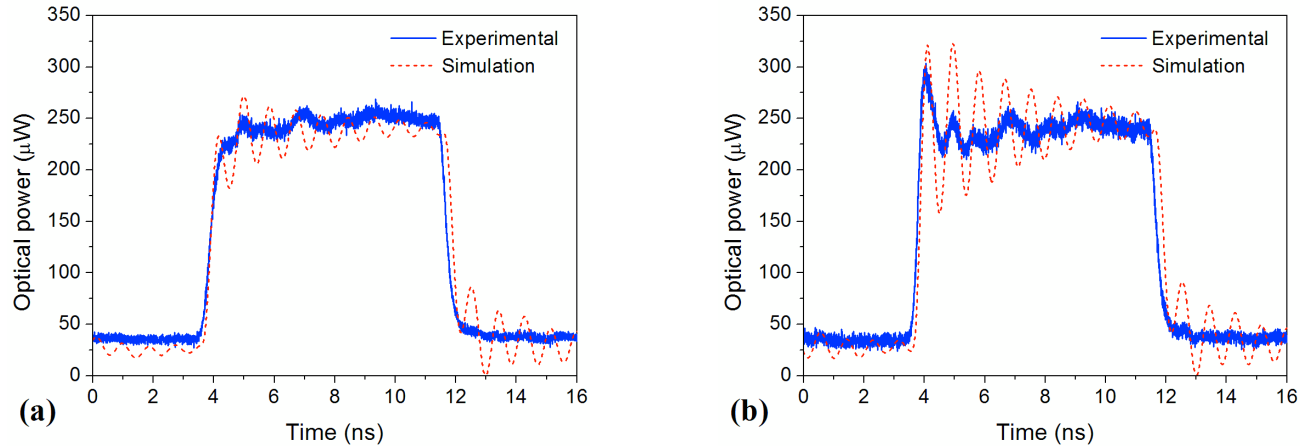 350
300
250
200
150
100
50
0
Optical power (μW)
Experimental
Simulation
0 2 4 6 8 10 12 14 16
Time (ns)
(a)
350
300
250
200
150
100
50
0
Optical power (μW)
Experimental
Simulation
0 2 4 6 8 10 12 14 16
Time (ns)
(b)